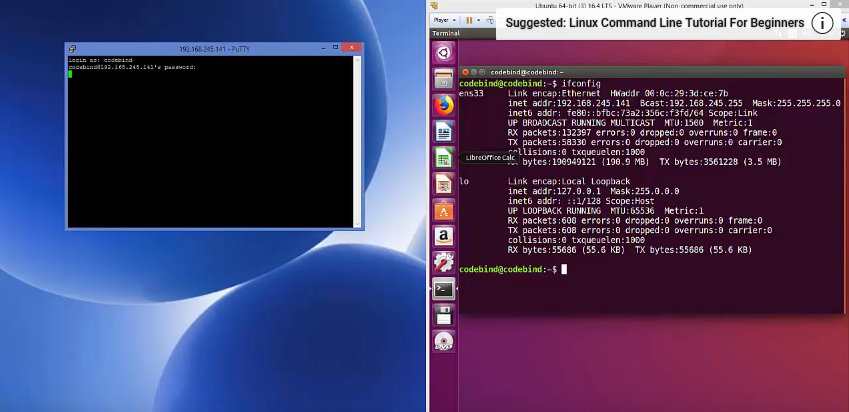 Ubuntu 64-bit (3) 16.4 LTS - VMware Player (Non-commercial use only)
Player
Suggested: Linux Command Line Tutorial For Beginners
Terminal
192.168.245.141 - PuTTY
login as: codebind
codebind@192.168.245.141's password:
codebind@codebind: ~
codebind@codebind:~$ ifconfig
ens33 Link encap:Ethernet HWaddr 00:0c:29:3d:ce:7b
inet addr:192.168.245.141 Bcast:192.168.245.255 Mask:255.255.255.0
inet6 addr: fe80::bfbc:73a2:356c:f3fd/64 Scope:Link
UP BROADCAST RUNNING MULTICAST MTU:1500 Metric:1
RX packets:132397 errors:0 dropped:0 overruns:0 frame:0
TX packets:58330 errors:0 dropped:0 overruns:0 carrier:0
collisions:0 txqueuelen:1000
LibreOffice Calc
bytes:190949121 (190.9 MB) TX bytes:3561228 (3.5 MB)
lo Link encap:Local Loopback
inet addr:127.0.0.1 Mask:255.0.0.0
inet6 addr: ::1/128 Scope:Host
UP LOOPBACK RUNNING MTU:65536 Metric:1
RX packets:608 errors:0 dropped:0 overruns:0 frame:0
TX packets:608 errors:0 dropped:0 overruns:0 carrier:0
collisions:0 txqueuelen:1000
RX bytes:55686 (55.6 KB) TX bytes:55686 (55.6 KB)
codebind@codebind:~$